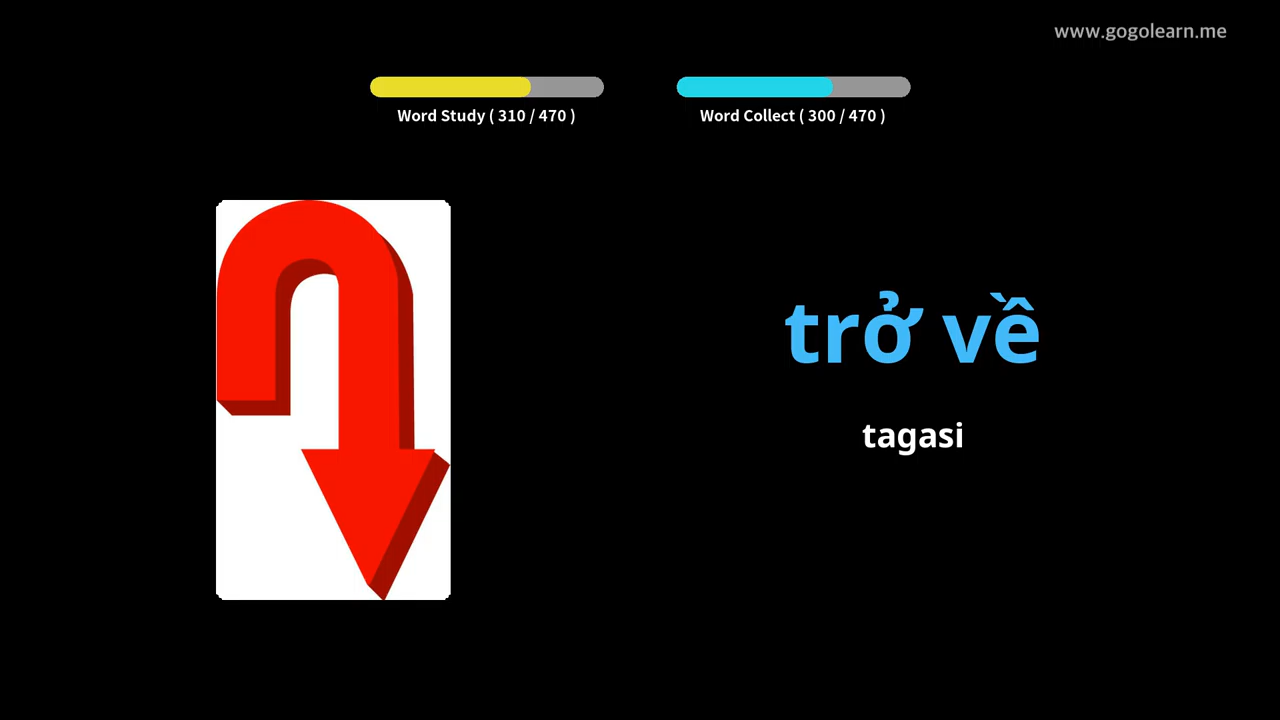 www.gogolearn.me
Word Study ( 310 / 470 )
Word Collect ( 300 / 470 )
trở về
tagasi